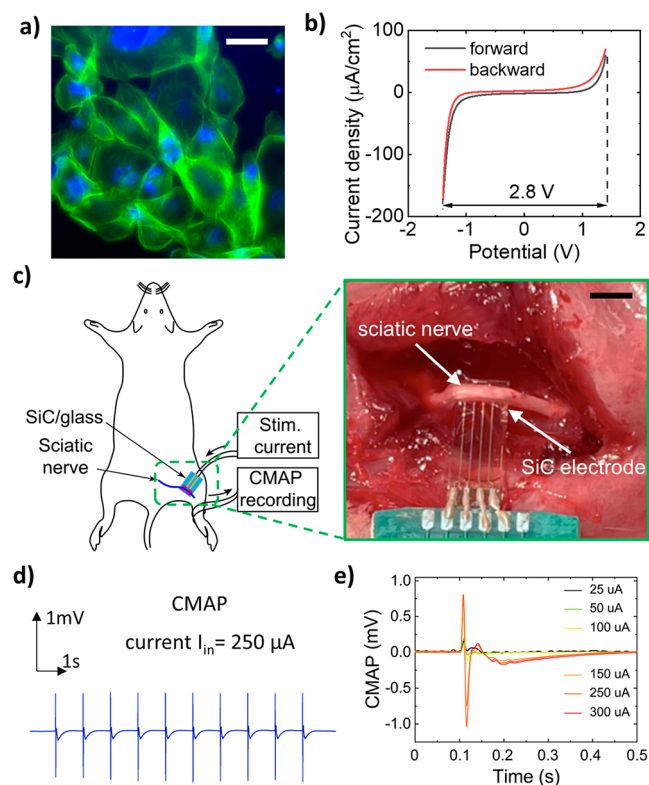 a)
b)
100
0
-100
-200
Current density (μA/cm²)
forward
backward
2.8 V
-2
-1
0
1
2
Potential (V)
c)
SiC/glass
Sciatic
nerve
Stim.
current
CMAP
recording
sciatic nerve
SiC electrode
d)
1mV
1s
CMAP
current Iin= 250 μA
e)
1.0
0.5
0.0
-0.5
-1.0
CMAP (mV)
25 uA
50 uA
100 uA
150 uA
250 uA
300 uA
0
0.1
0.2
0.3
0.4
0.5
Time (s)